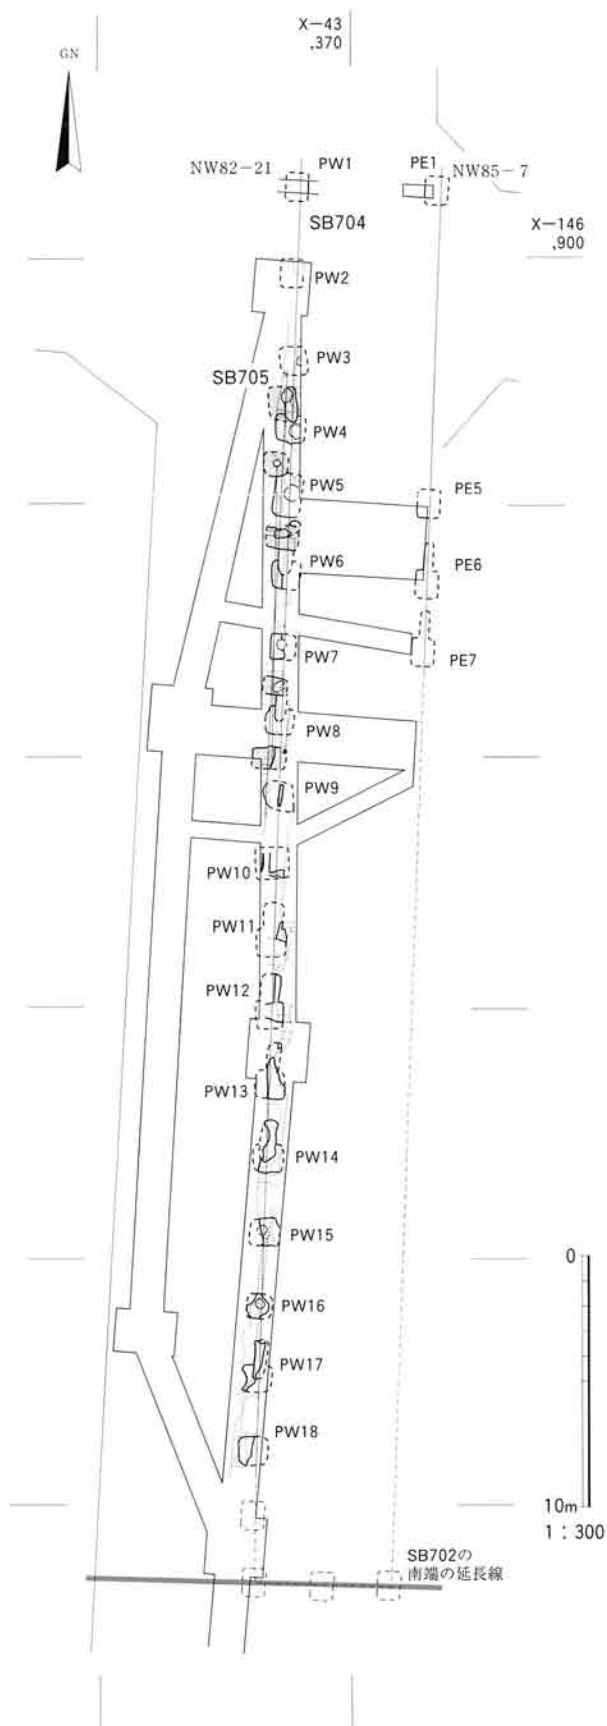 X-43
,370
GN
NW82-21
PW1
PE1
NW85-7
SB704
X-146
,900
PW2
PW3
SB705
PW4
PW5
PE5
PW6
PE6
PW7
PE7
PW8
PW9
PW10
PW11
PW12
PW13
PW14
PW15
0
PW16
PW17
PW18
10m
1:300
SB702の
南端の延長線